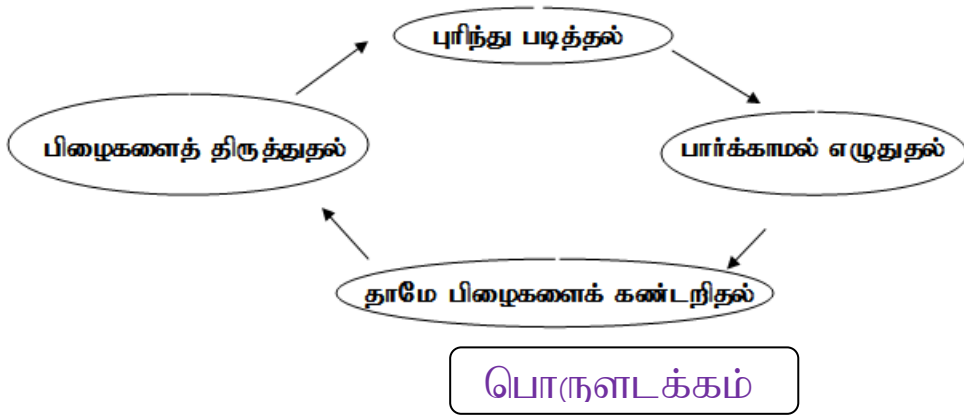 புரிந்து படித்தல்
பிழைகளைத் திருத்துதல்
பார்க்காமல் எழுதுதல்
தாமே பிழைகளைக் கண்டறிதல்
பொருளடக்கம்